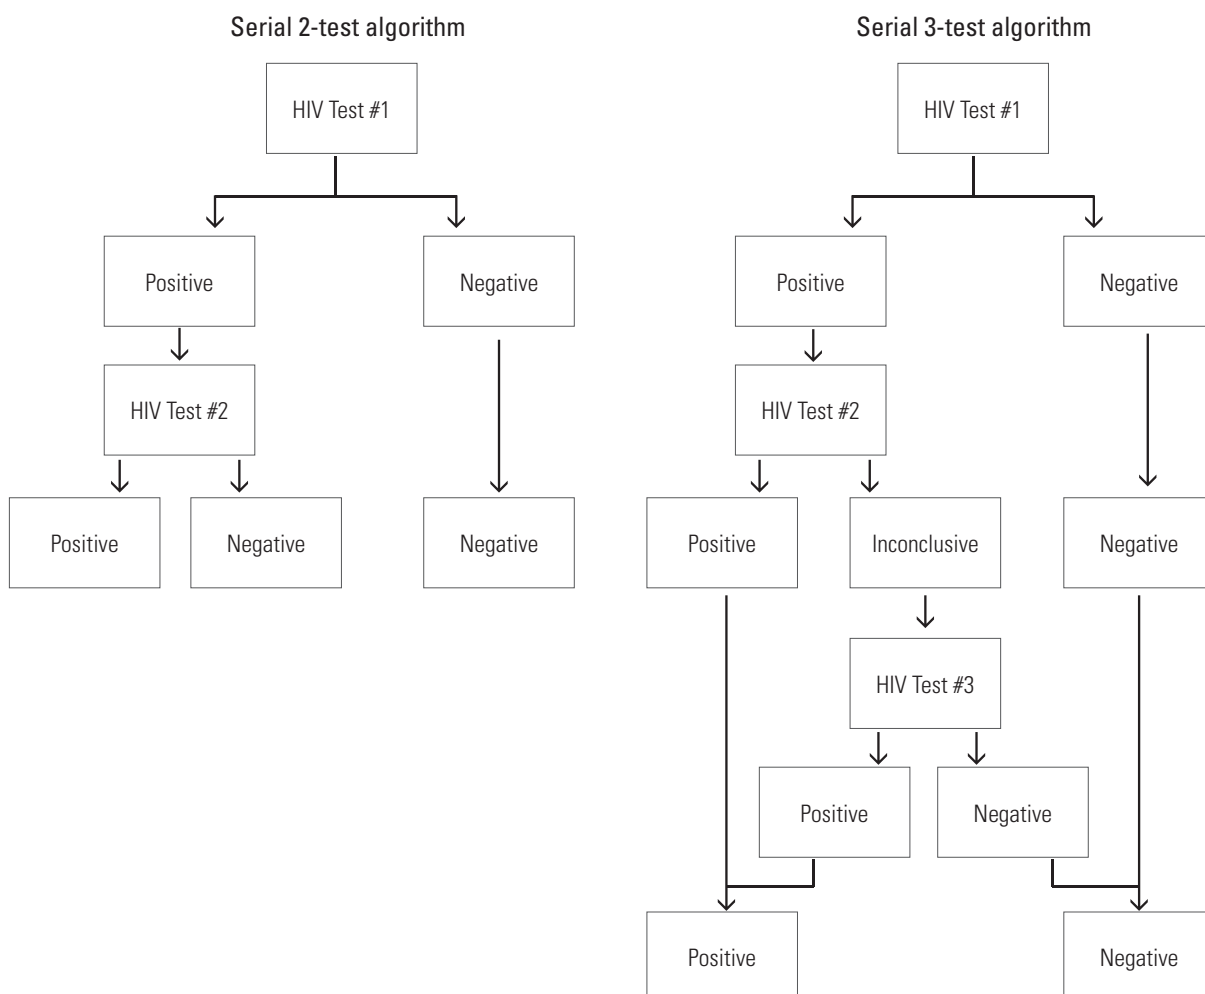 Serial 2-test algorithm
HIV Test #1
Positive
Negative
HIV Test #2
Positive
Negative
Negative
Serial 3-test algorithm
HIV Test #1
Positive
Negative
HIV Test #2
Positive
Inconclusive
Negative
HIV Test #3
Positive
Negative
Positive
Negative